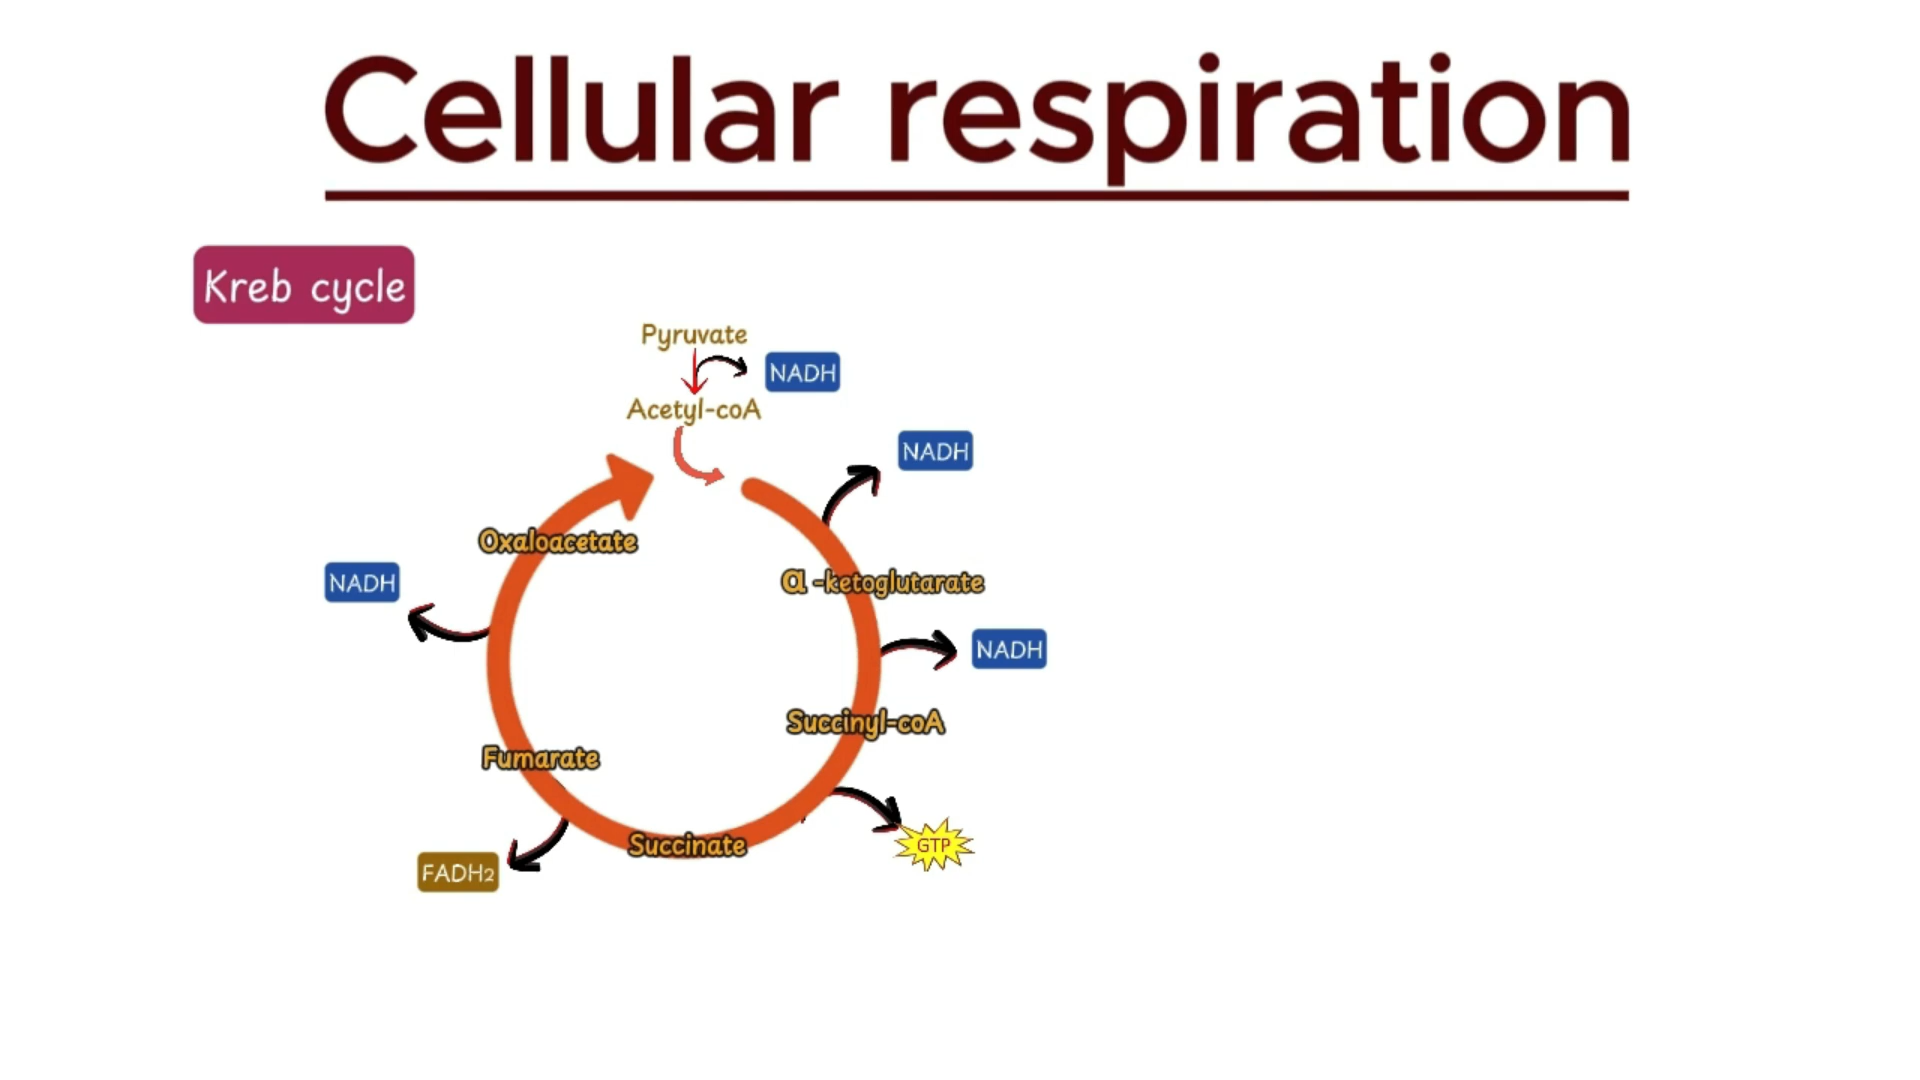 Cellular respiration
Kreb cycle
Pyruvate
NADH
Acetyl-coA
NADH
Oxaloacetate
α -ketoglutarate
NADH
NADH
Succinyl-coA
Fumarate
Succinate
GTP
FADH2